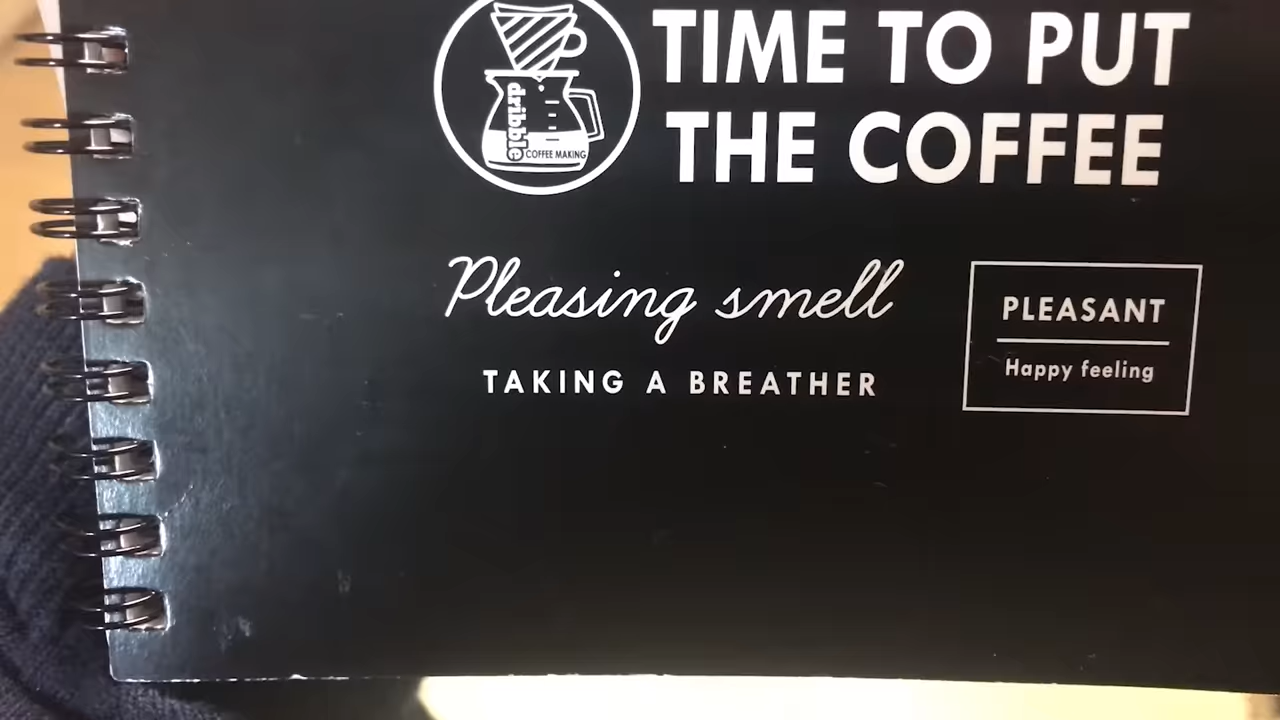 TIME TO PUT
THE COFFEE
dribble
COFFEE MAKING
Pleasing smell
TAKING A BREATHER
PLEASANT
Happy feeling